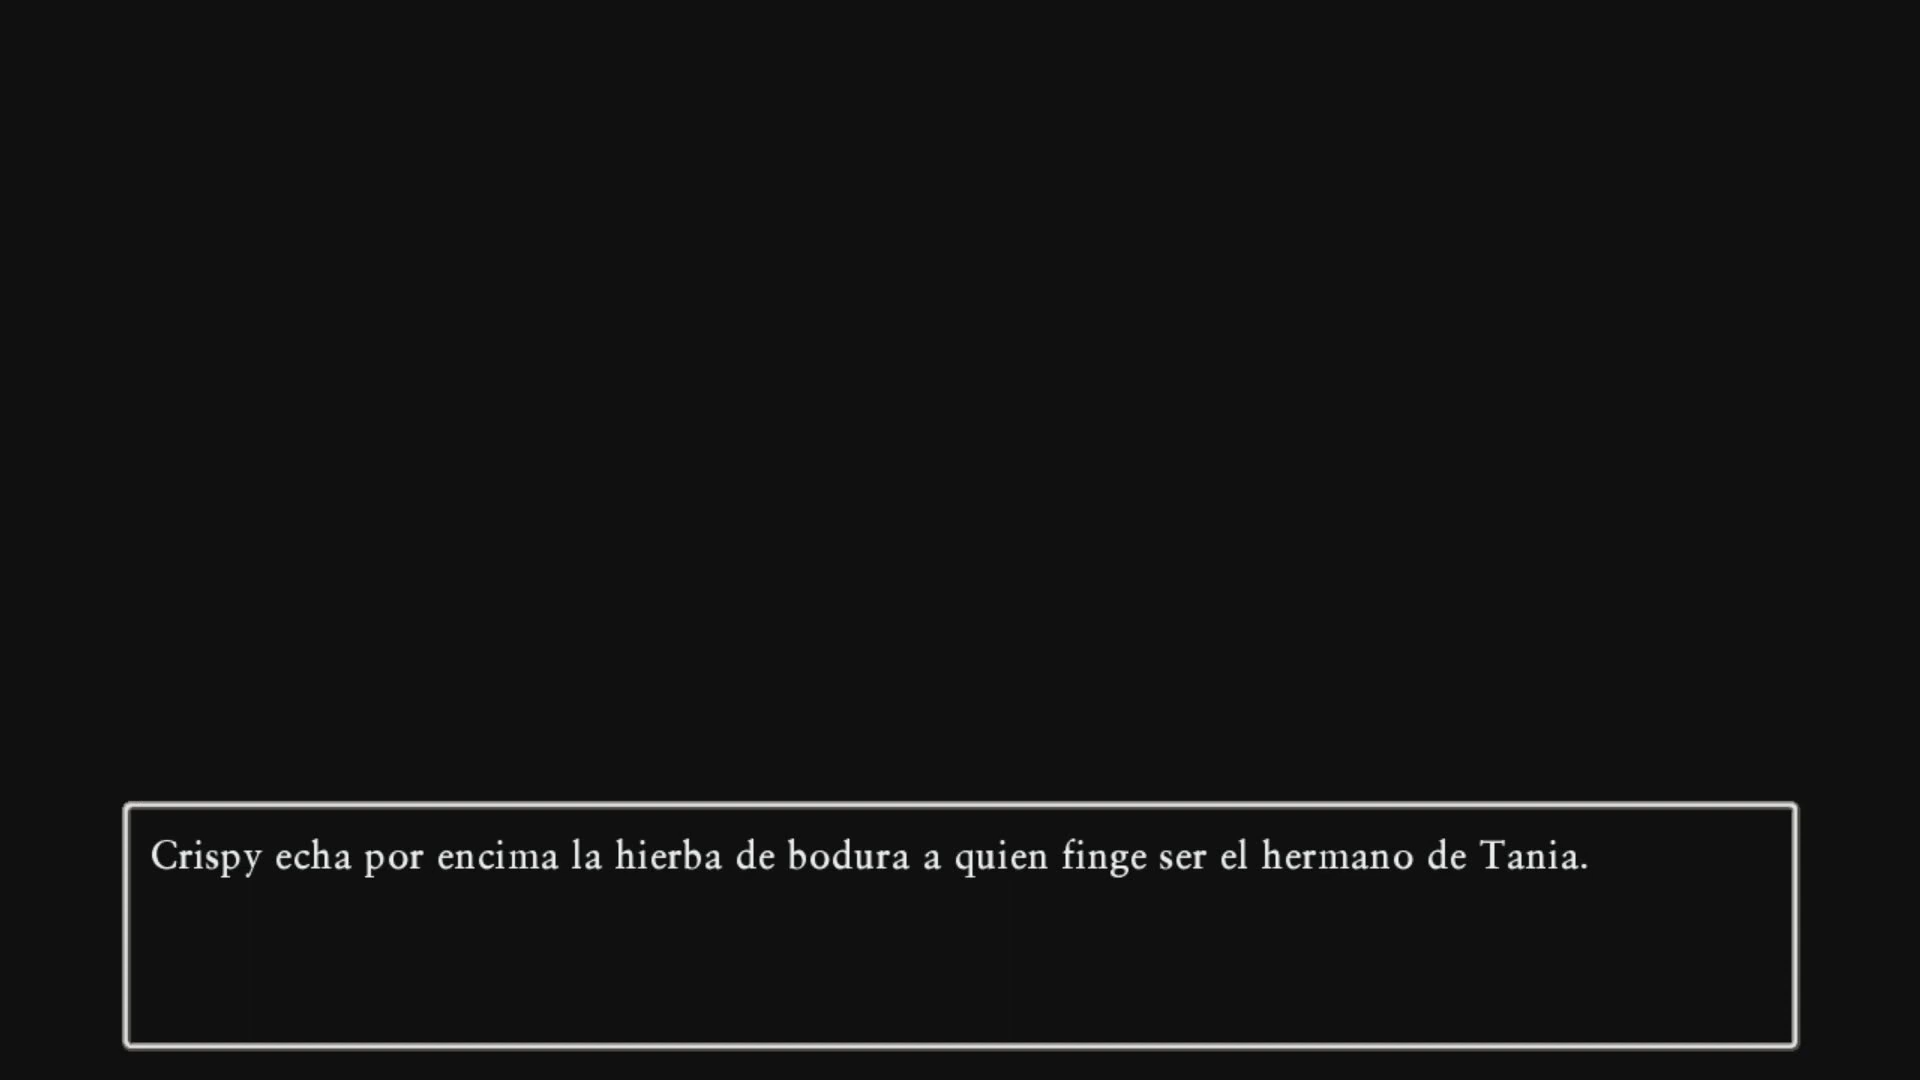 Crispy echa por encima la hierba de bodura a quien finge ser el hermano de Tania.